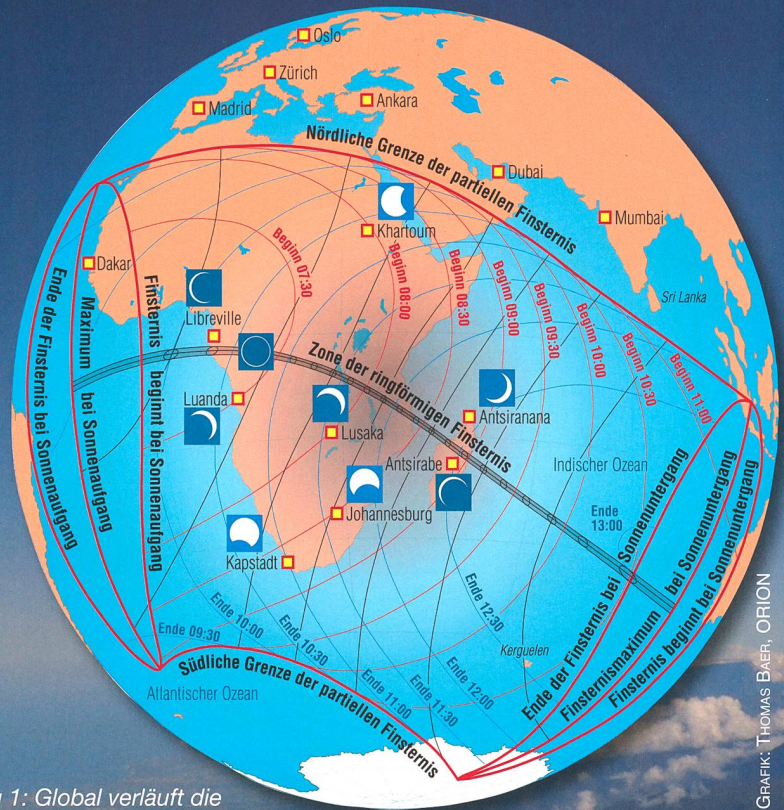 Oslo
Zürich
Madrid
Ankara
Nördliche Grenze der partiellen Finsternis
Dubai
Mumbai
Khartoum
Dakar
Sri Lanka
Beginn 07:30
Beginn 08:00
Beginn 08:30
Beginn 09:00
Beginn 09:30
Beginn 10:00
Beginn 10:30
Beginn 11:00
Ende der Finsternis bei Sonnenaufgang
Maximum bei Sonnenaufgang
Finsternis beginnt bei Sonnenaufgang
Libreville
Zone der ringförmigen Finsternis
Luanda
Lusaka
Antsiranana
Antsirabe
Indischer Ozean
Johannesburg
Kapstadt
Ende 13:00
Ende der Finsternis bei Sonnenuntergang
Finsternismaximum bei Sonnenuntergang
Finsternis beginnt bei Sonnenuntergang
Ende 09:30
Ende 10:00
Ende 10:30
Ende 11:00
Ende 11:30
Ende 12:00
Ende 12:30
Kerguelen
Südliche Grenze der partiellen Finsternis
Atlantischer Ozean
GRAFIK: THOMAS BAER, ORION
1: Global verläuft die